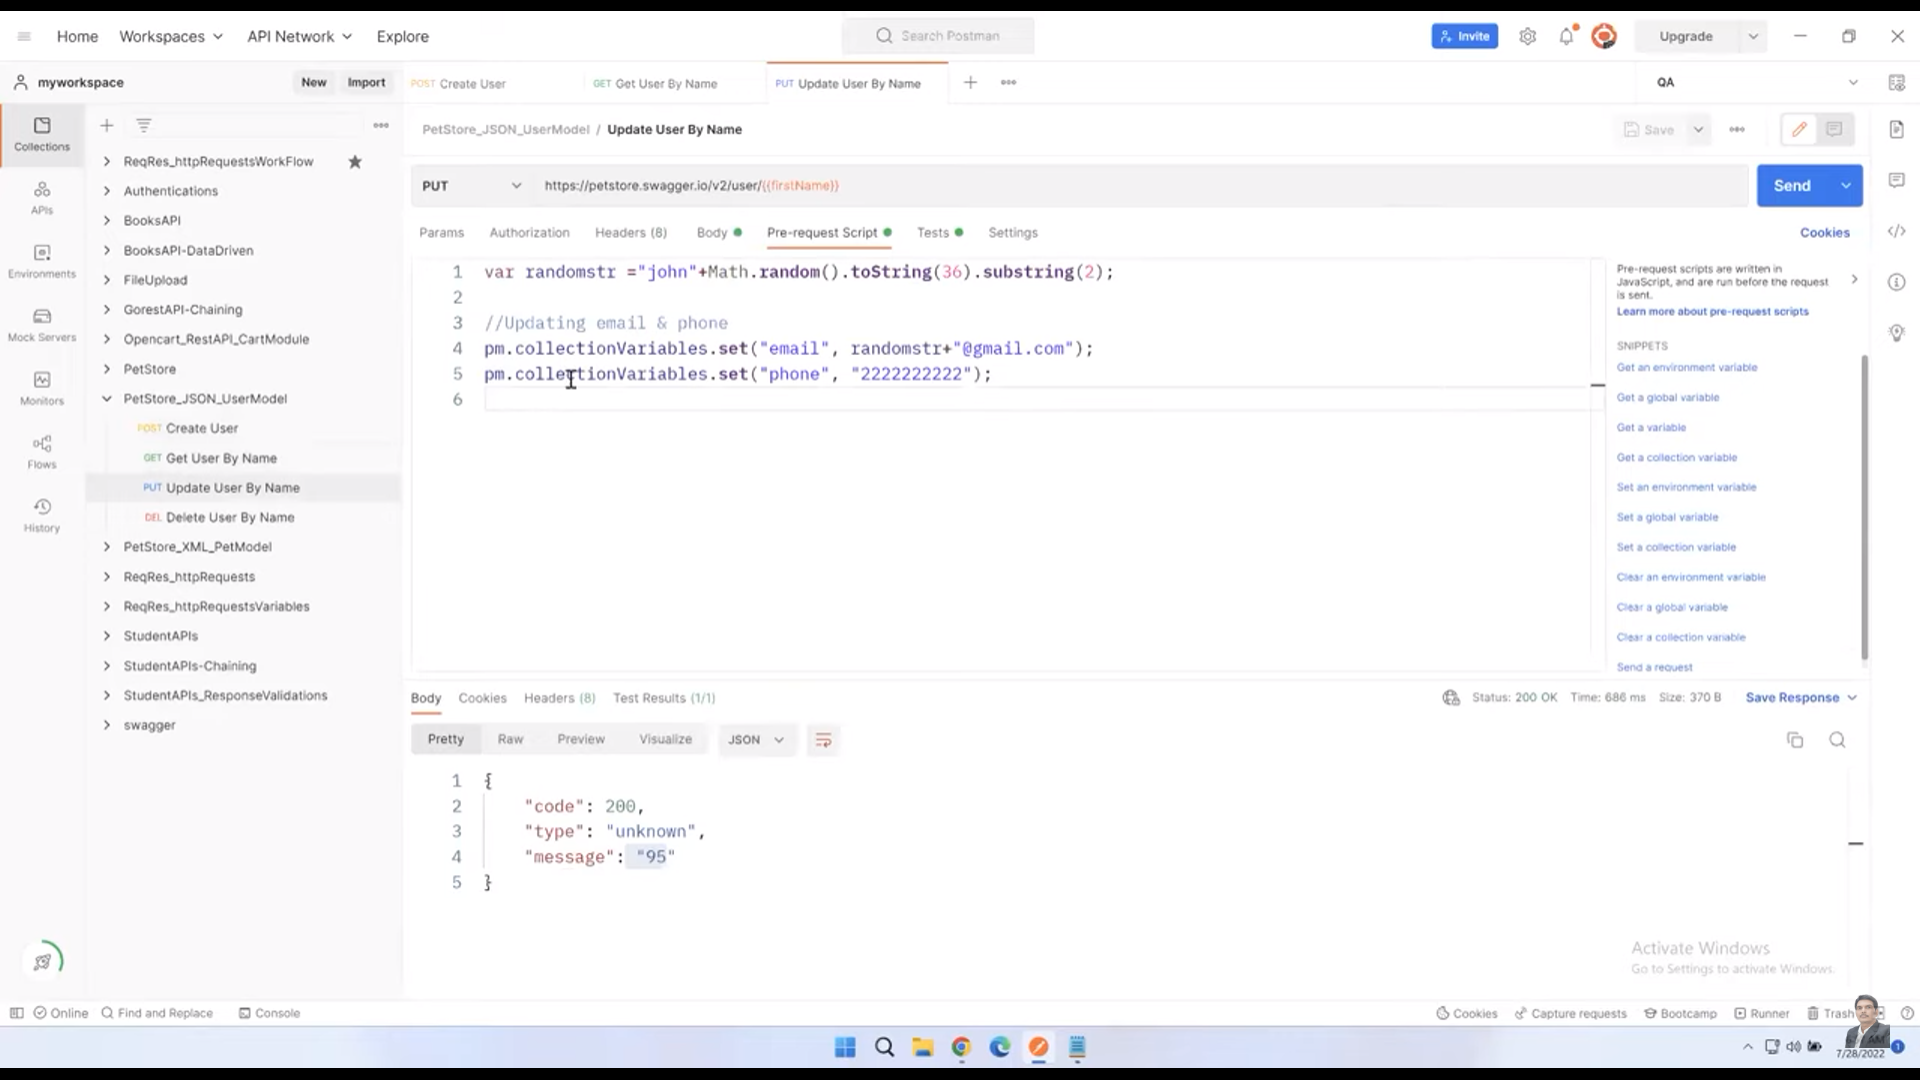 Home Workspaces API Network Explore Search Postman Invite Upgrade
myworkspace New Import POST Create User GET Get User By Name PUT Update User By Name QA
PetStore_JSON_UserModel / Update User By Name Save
PUT https://petstore.swagger.io/v2/user/{{firstName}} Send
Params Authorization Headers (8) Body Pre-request Script Tests Settings Cookies
Collections
APIs
Environments
Mock Servers
Monitors
Flows
History
ReqRes_httpRequestsWorkFlow
Authentications
BooksAPI
BooksAPI-DataDriven
FileUpload
GorestAPI-Chaining
Opencart_RestAPI_CartModule
PetStore
PetStore_JSON_UserModel
POST Create User
GET Get User By Name
PUT Update User By Name
DEL Delete User By Name
PetStore_XML_PetModel
ReqRes_httpRequests
ReqRes_httpRequestsVariables
StudentAPIs
StudentAPIs-Chaining
StudentAPIs_ResponseValidations
swagger
1 var randomstr ="john"+Math.random().toString(36).substring(2);
2
3 //Updating email & phone
4 pm.collectionVariables.set("email", randomstr+"@gmail.com");
5 pm.collectionVariables.set("phone", "2222222222");
6
Pre-request scripts are written in
JavaScript, and are run before the request
is sent.
Learn more about pre-request scripts
SNIPPETS
Get an environment variable
Get a global variable
Get a variable
Get a collection variable
Set an environment variable
Set a global variable
Set a collection variable
Clear an environment variable
Clear a global variable
Clear a collection variable
Send a request
Body Cookies Headers (8) Test Results (1/1) Status: 200 OK Time: 686 ms Size: 370 B Save Response
Pretty Raw Preview Visualize JSON
1 {
2 "code": 200,
3 "type": "unknown",
4 "message": "95"
5 }
Activate Windows
Go to Settings to activate Windows.
Online Find and Replace Console Cookies Capture requests Bootcamp Runner Trash
AM
7/28/2022 1